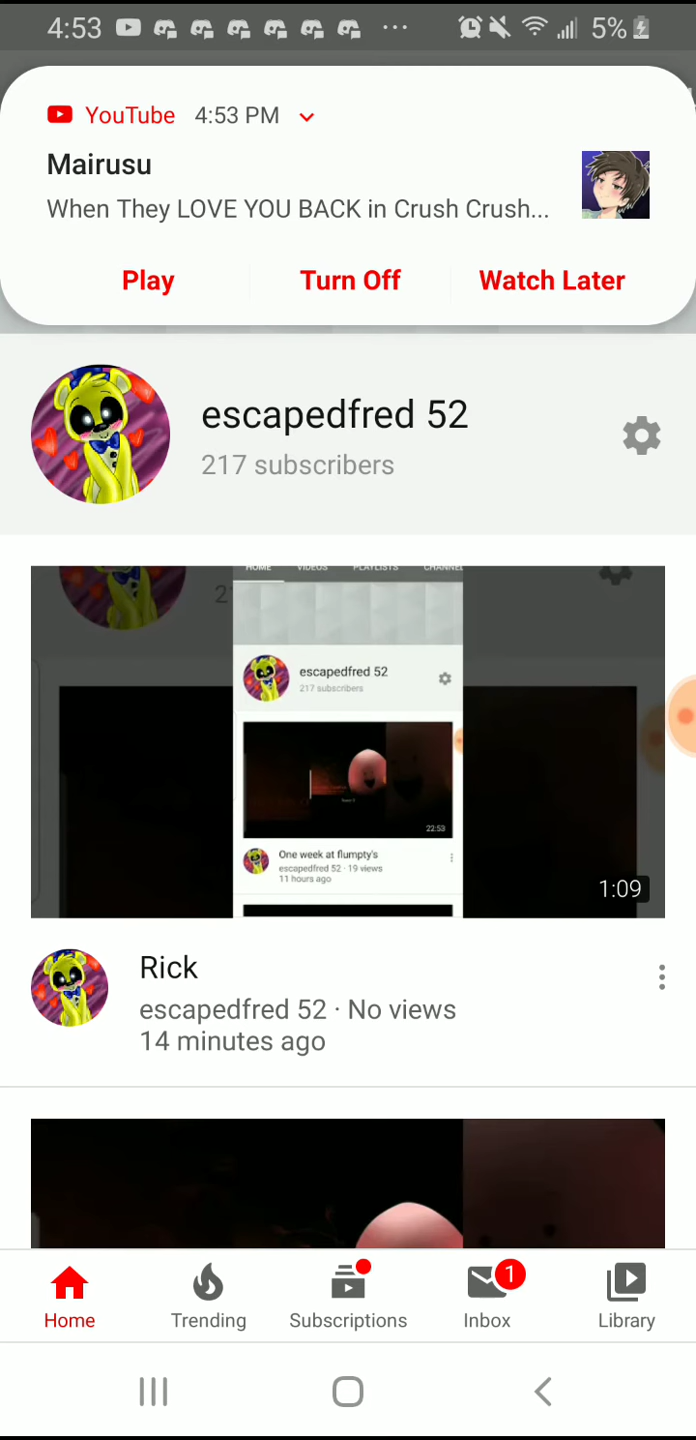 4:53 5%
YouTube 4:53 PM
Mairusu
When They LOVE YOU BACK in Crush Crush...
Play Turn Off Watch Later
escapedfred 52
217 subscribers
HOME VIDEOS PLAYLISTS CHANNEL
escapedfred 52
217 subscribers
22:53
One week at flumpty's
escapedfred 52 · 19 views
11 hours ago
1:09
Rick
escapedfred 52 · No views
14 minutes ago
1
Home Trending Subscriptions Inbox Library